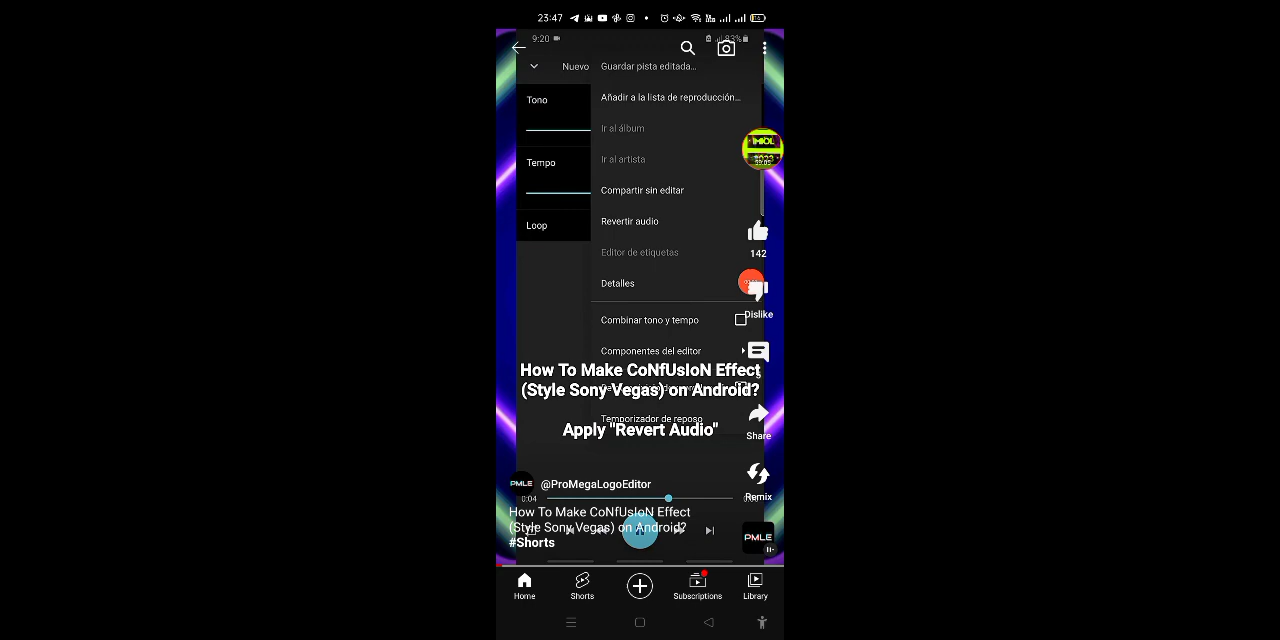 23:47
9:20
83%
Nuevo
Guardar pista editada...
Tono
Añadir a la lista de reproducción...
Ir al álbum
Ir al artista
Tempo
Compartir sin editar
Revertir audio
Loop
142
Editor de etiquetas
Detalles
Dislike
Combinar tono y tempo
Componentes del editor
How To Make CoNfUsIoN Effect
(Style Sony Vegas) on Android?
Temporizador de reposo
Apply "Revert Audio"
Share
PMLE
@ProMegaLogoEditor
0:04
Remix
How To Make CoNfUsIoN Effect
(Style Sony Vegas) on Android?
#Shorts
PMLE
Home
Shorts
Subscriptions
Library